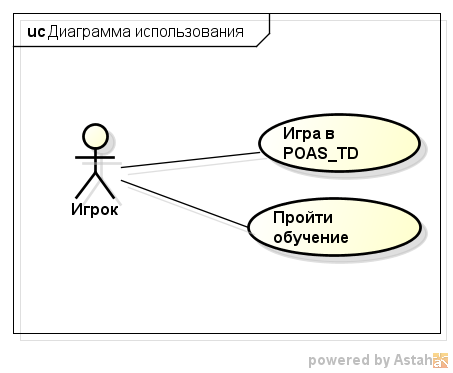 uc Диаграмма использования
Игра в
POAS_TD
Игрок
Пройти
обучение
powered by Astah